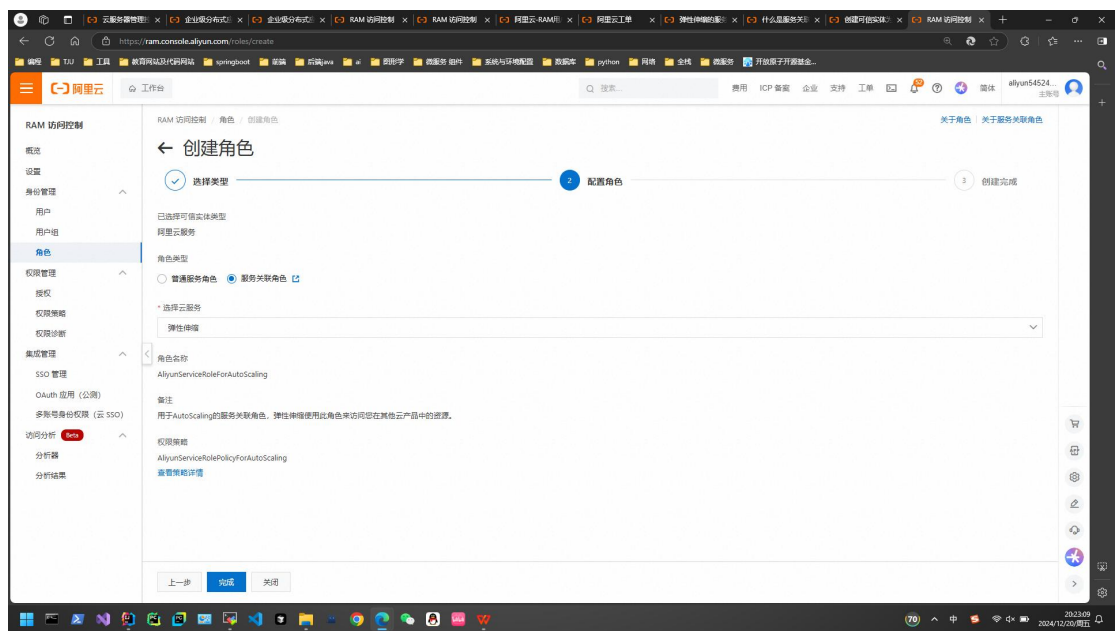 云服务器管理
企业级分布式
企业级分布式
RAM 访问控制
RAM 访问控制
阿里云-RAM用
阿里云工单
弹性伸缩的服
什么是服务关
创建可信实体
RAM 访问控制
https://ram.console.aliyun.com/roles/create
编程 TJU 工具 教育网站及代码网站 springboot 前端 后端java ai 图形学 微服务 组件 系统与环境配置 数据库 python 网络 全栈 微服务 开放原子开源基金...
阿里云 工作台 搜索... 费用 ICP 备案 企业 支持 工单 简体 aliyun54524...
主账号
RAM 访问控制
概览
设置
身份管理
用户
用户组
角色
权限管理
授权
权限策略
权限诊断
集成管理
SSO 管理
OAuth 应用（公测）
多账号身份权限（云 SSO）
访问分析 Beta
分析器
分析结果
RAM 访问控制 / 角色 / 创建角色
关于角色 关于服务关联角色
← 创建角色
选择类型 2 配置角色 3 创建完成
已选择可信实体类型
阿里云服务
角色类型
普通服务角色 服务关联角色
* 选择云服务
弹性伸缩
角色名称
AliyunServiceRoleForAutoScaling
备注
用于AutoScaling的服务关联角色，弹性伸缩使用此角色来访问您在其他云产品中的资源。
权限策略
AliyunServiceRolePolicyForAutoScaling
查看策略详情
上一步 完成 关闭
70 中 20:23:09
2024/12/20/周五